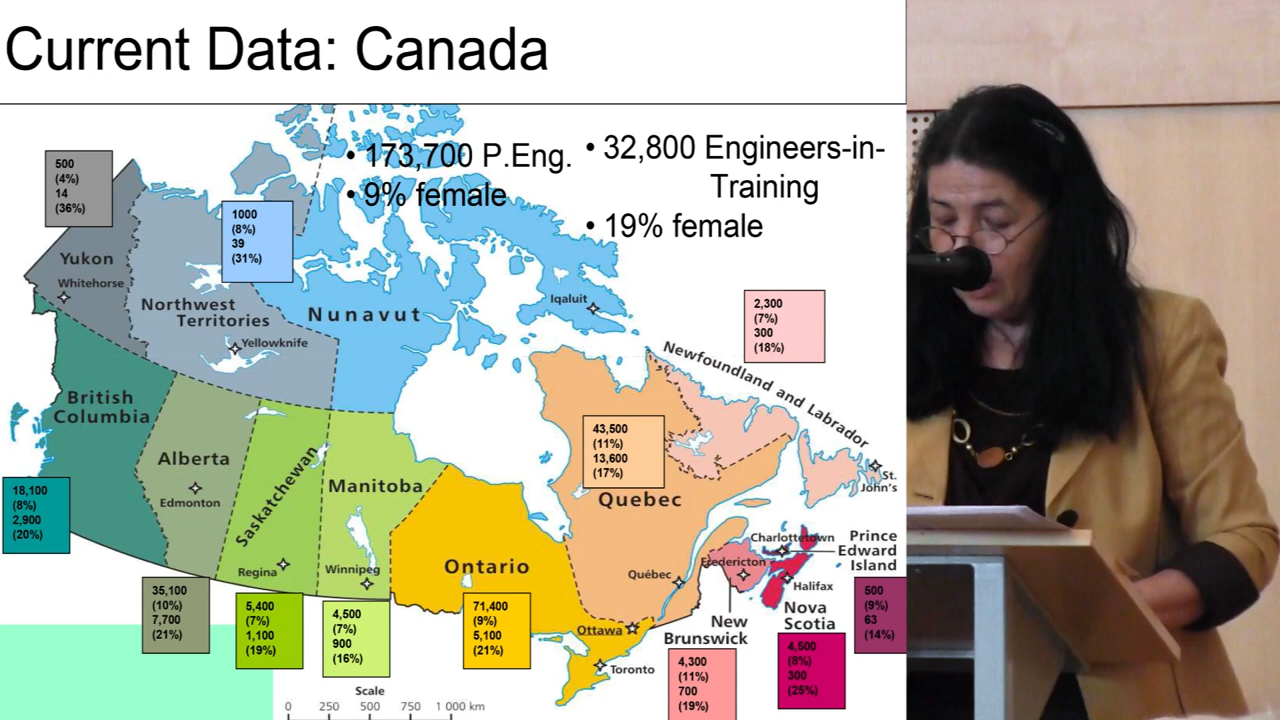 Current Data: Canada
• 173,700 P.Eng.
• 9% female
• 32,800 Engineers-in-
Training
• 19% female
500
(4%)
14
(36%)
1000
(8%)
39
(31%)
Yukon
Whitehorse
Northwest
Territories
Yellowknife
Nunavut
Iqaluit
2,300
(7%)
300
(18%)
Newfoundland and Labrador
St.
John's
British
Columbia
Alberta
Edmonton
Saskatchewan
Regina
Manitoba
Winnipeg
Ontario
43,500
(11%)
13,600
(17%)
Quebec
Québec
Ottawa
Toronto
18,100
(8%)
2,900
(20%)
Charlottetown
Prince
Edward
Island
Fredericton
Halifax
Nova
Scotia
New
Brunswick
35,100
(10%)
7,700
(21%)
5,400
(7%)
1,100
(19%)
4,500
(7%)
900
(16%)
71,400
(9%)
5,100
(21%)
4,300
(11%)
700
(19%)
4,500
(8%)
300
(25%)
500
(9%)
63
(14%)
Scale
0 250 500 750 1 000 km